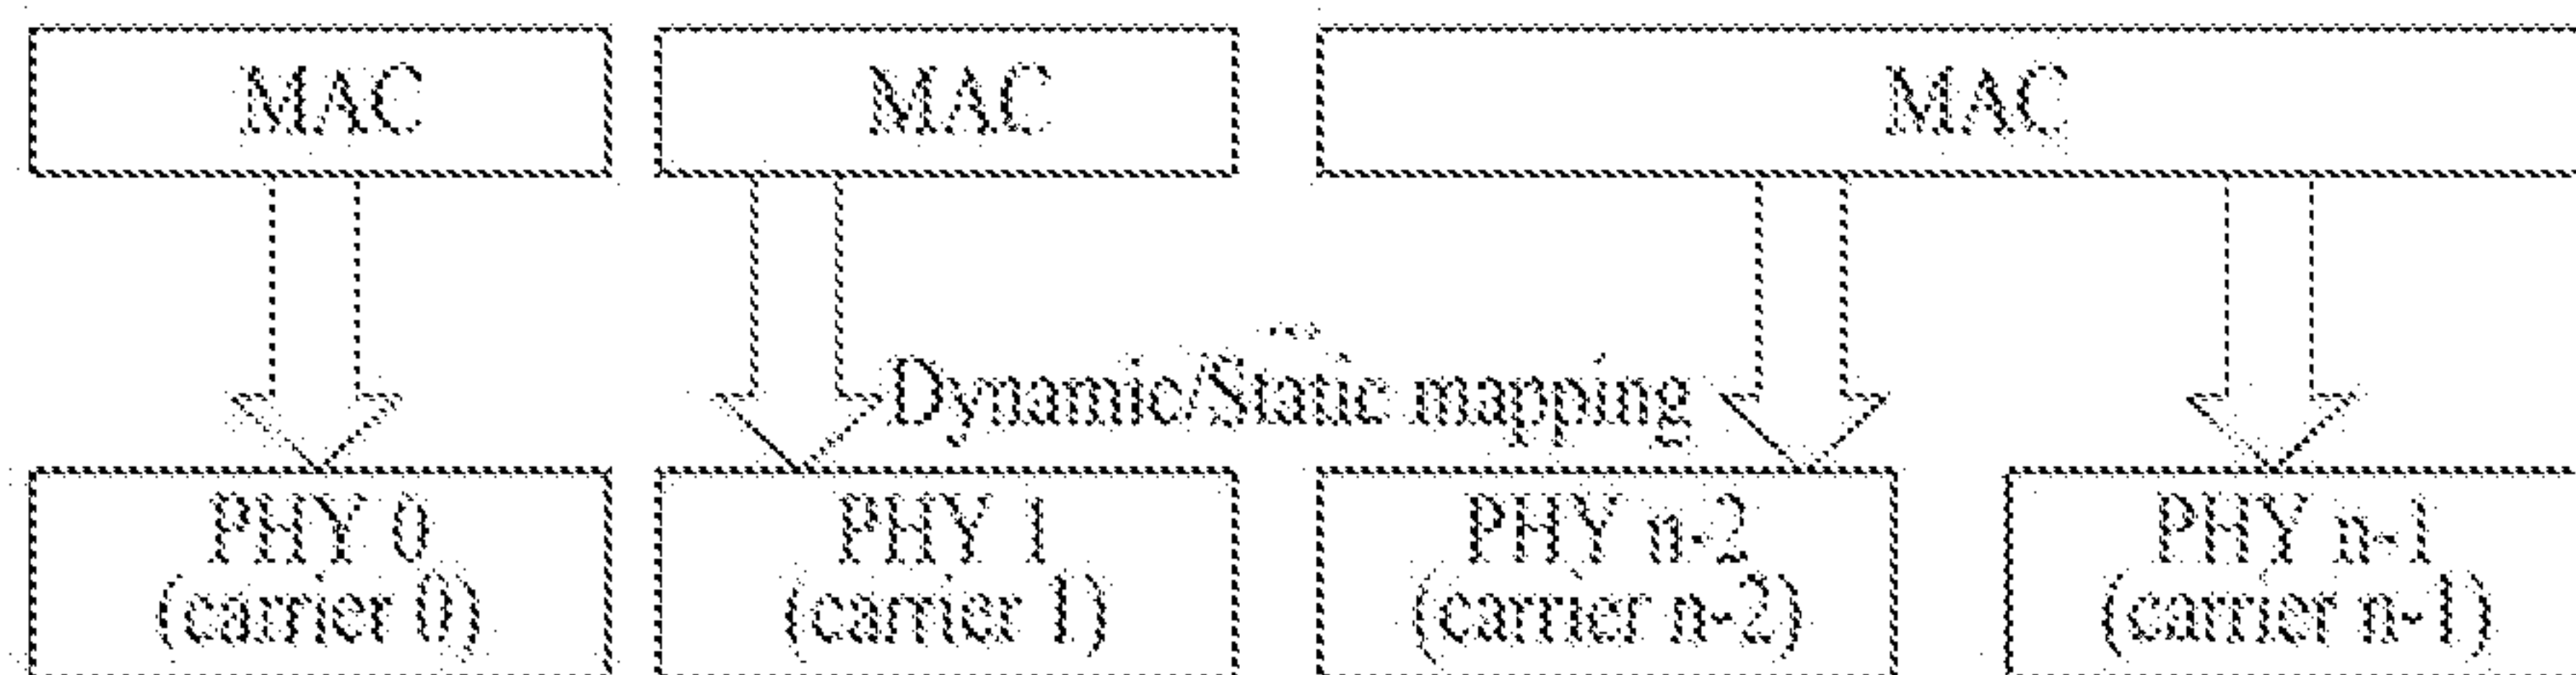 MAC MAC MAC
...
Dynamic/Static mapping
PHY 0 PHY 1 PHY n-2 PHY n-1
(carrier 0) (carrier 1) (carrier n-2) (carrier n-1)